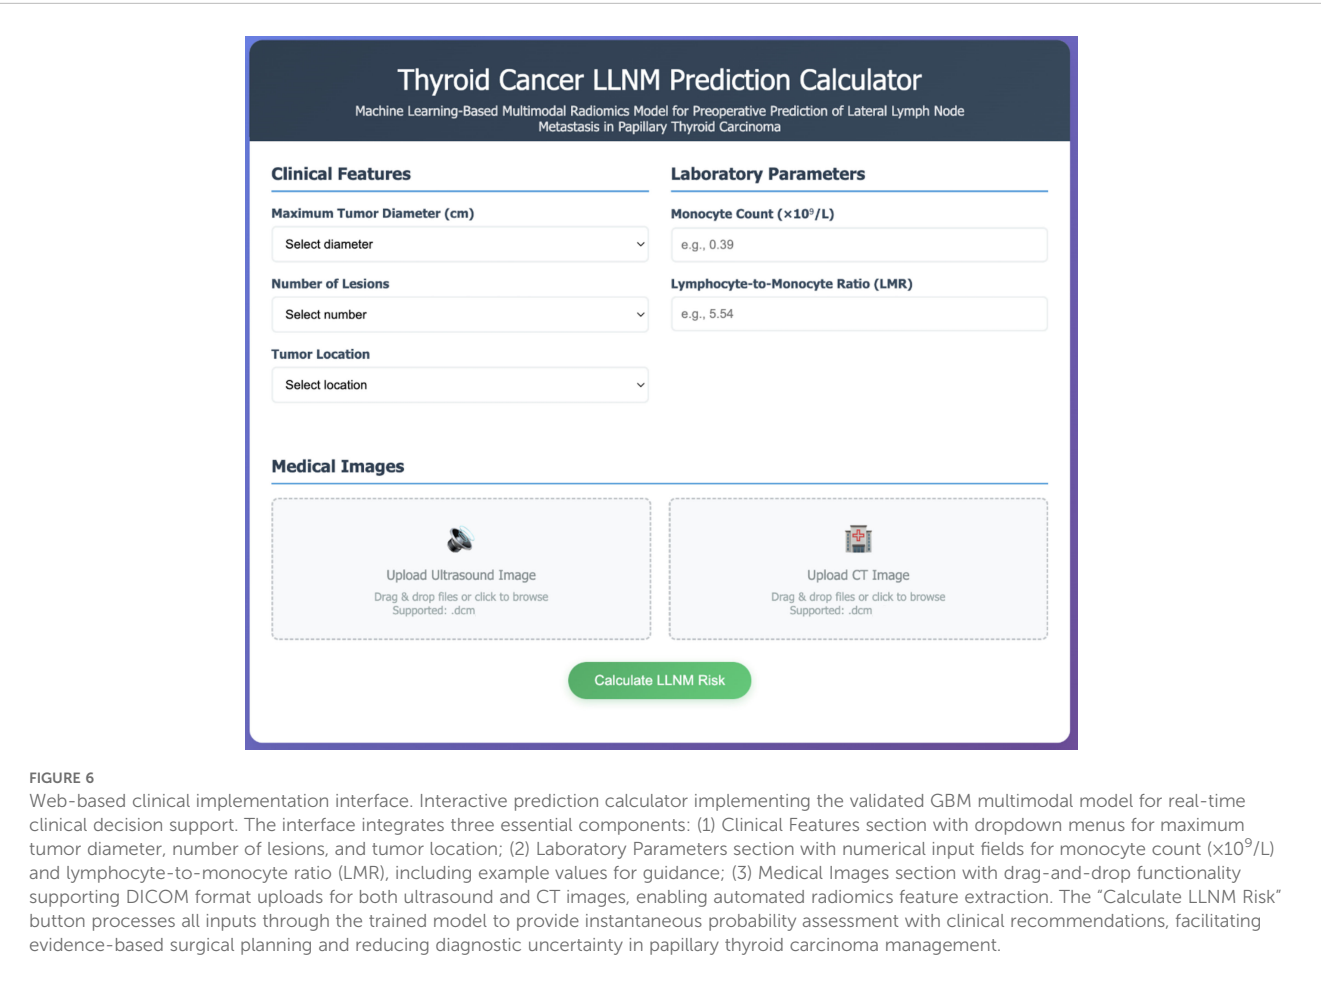 Thyroid Cancer LLNM Prediction Calculator
Machine Learning-Based Multimodal Radiomics Model for Preoperative Prediction of Lateral Lymph Node
Metastasis in Papillary Thyroid Carcinoma
Clinical Features
Maximum Tumor Diameter (cm)
Select diameter
Number of Lesions
Select number
Tumor Location
Select location
Laboratory Parameters
Monocyte Count (×10⁹/L)
e.g., 0.39
Lymphocyte-to-Monocyte Ratio (LMR)
e.g., 5.54
Medical Images
Upload Ultrasound Image
Drag & drop files or click to browse
Supported: .dcm
Upload CT Image
Drag & drop files or click to browse
Supported: .dcm
Calculate LLNM Risk
FIGURE 6
Web-based clinical implementation interface. Interactive prediction calculator implementing the validated GBM multimodal model for real-time
clinical decision support. The interface integrates three essential components: (1) Clinical Features section with dropdown menus for maximum
tumor diameter, number of lesions, and tumor location; (2) Laboratory Parameters section with numerical input fields for monocyte count (×10⁹/L)
and lymphocyte-to-monocyte ratio (LMR), including example values for guidance; (3) Medical Images section with drag-and-drop functionality
supporting DICOM format uploads for both ultrasound and CT images, enabling automated radiomics feature extraction. The “Calculate LLNM Risk”
button processes all inputs through the trained model to provide instantaneous probability assessment with clinical recommendations, facilitating
evidence-based surgical planning and reducing diagnostic uncertainty in papillary thyroid carcinoma management.